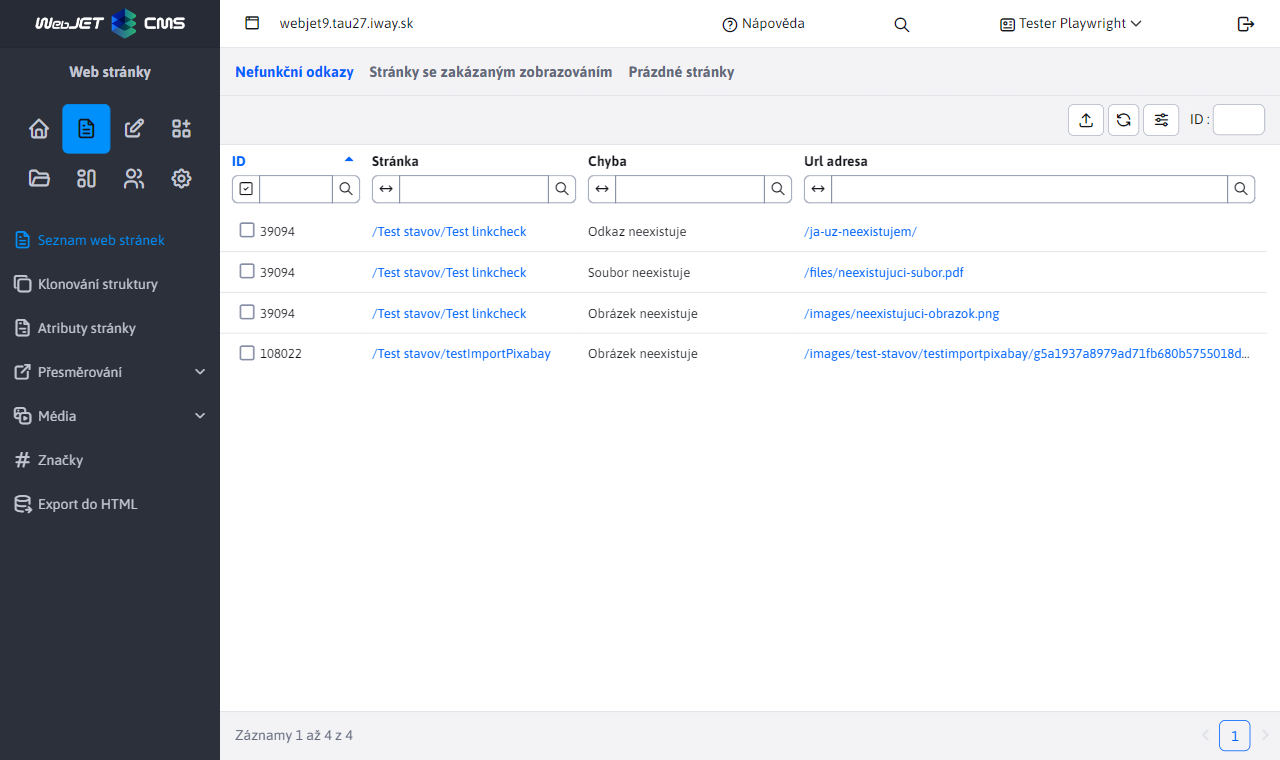 WebJET CMS
webjet9.tau27.iway.sk
Nápověda
Tester Playwright
Web stránky
Seznam web stránek
Klonování struktury
Atributy stránky
Přesměrování
Média
Značky
Export do HTML
Nefunkční odkazy Stránky se zakázaným zobrazováním Prázdné stránky
ID :
ID Stránka Chyba Url adresa
39094 /Test stavov/Test linkcheck Odkaz neexistuje /ja-uz-neexistujem/
39094 /Test stavov/Test linkcheck Soubor neexistuje /files/neexistujuci-subor.pdf
39094 /Test stavov/Test linkcheck Obrázek neexistuje /images/neexistujuci-obrazok.png
108022 /Test stavov/testImportPixabay Obrázek neexistuje /images/test-stavov/testimportpixabay/g5a1937a8979ad71fb680b5755018d...
Záznamy 1 až 4 z 4
1